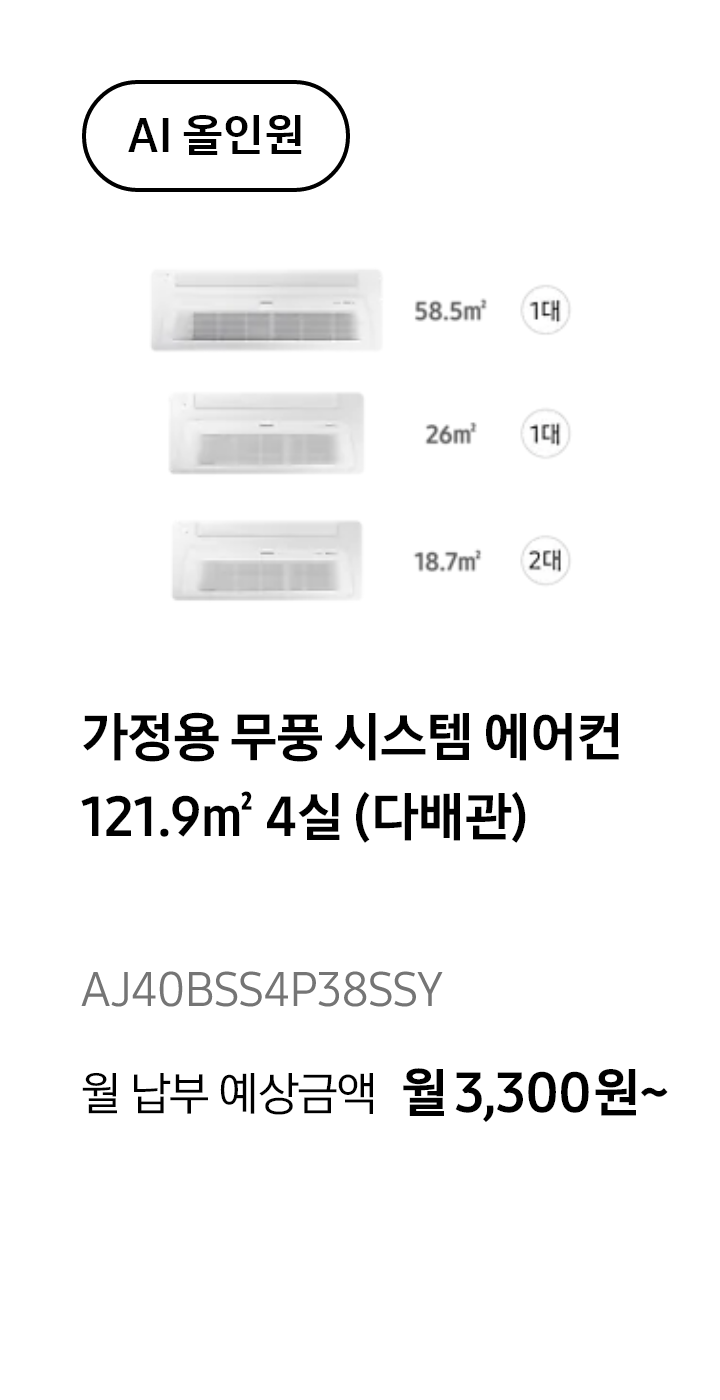 AI 올인원
58.5㎡ 1대
26㎡ 1대
18.7㎡ 2대
가정용 무풍 시스템 에어컨
121.9㎡ 4실 (다배관)
AJ40BSS4P38SSY
월 납부 예상금액 월 3,300원~